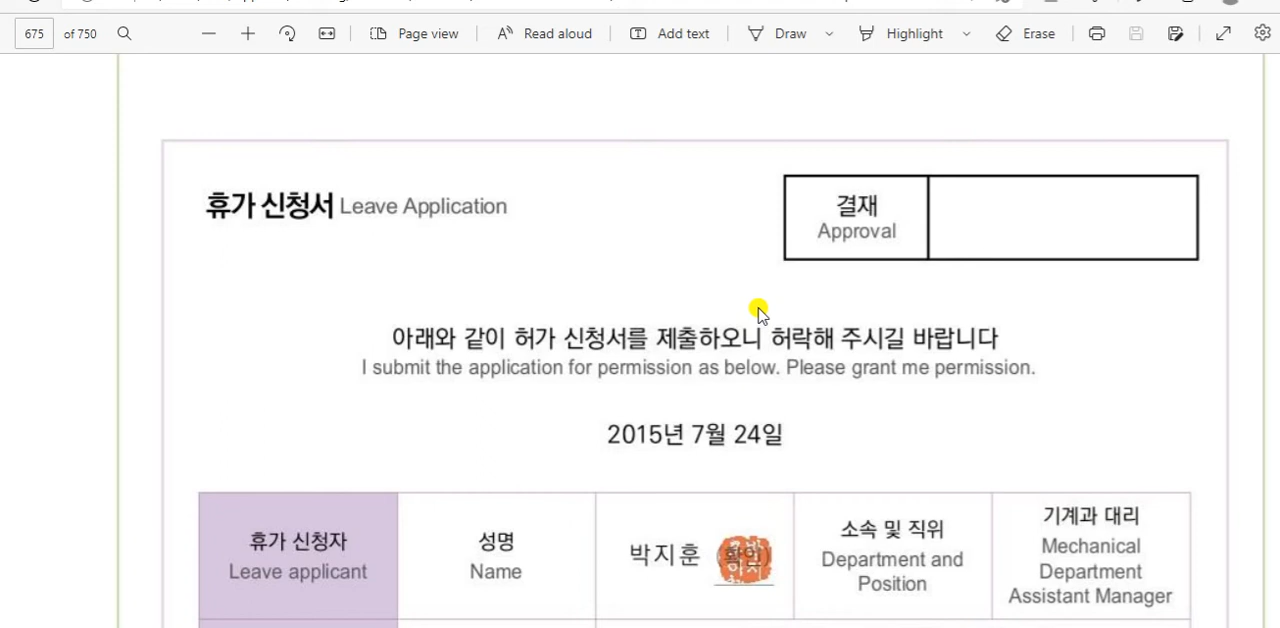 675 of 750 Page view Read aloud Add text Draw Highlight Erase
휴가 신청서 Leave Application
결재
Approval
아래와 같이 허가 신청서를 제출하오니 허락해 주시길 바랍니다
I submit the application for permission as below. Please grant me permission.
2015년 7월 24일
휴가 신청자
Leave applicant
성명
Name
박지훈
(확인)
소속 및 직위
Department and
Position
기계과 대리
Mechanical
Department
Assistant Manager